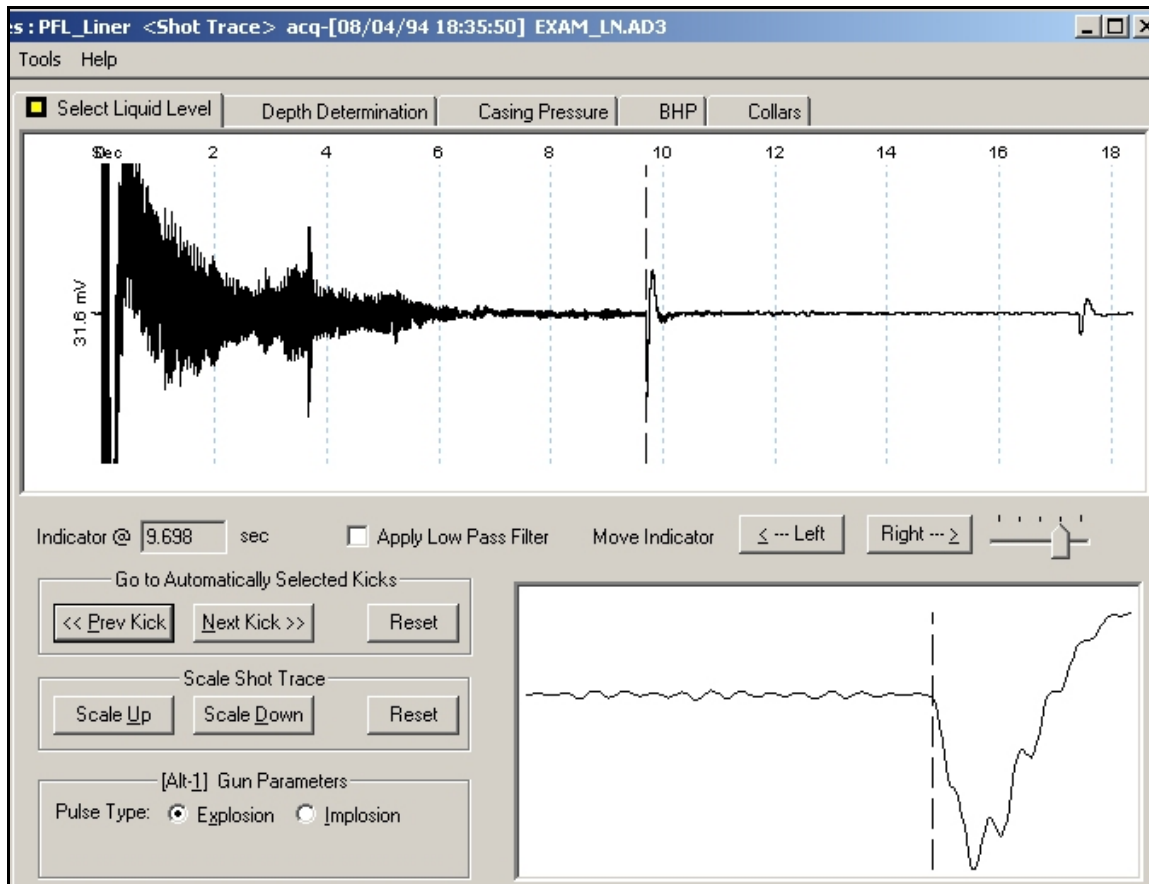 s : PFL_Liner <Shot Trace> acq-[08/04/94 18:35:50] EXAM_LN.AD3
Tools Help
Select Liquid Level Depth Determination Casing Pressure BHP Collars
Sec 2 4 6 8 10 12 14 16 18
31.6 mV
Indicator @ 9.698 sec Apply Low Pass Filter Move Indicator < --- Left Right --- >
Go to Automatically Selected Kicks
<< Prev Kick Next Kick >> Reset
Scale Shot Trace
Scale Up Scale Down Reset
[Alt-1] Gun Parameters
Pulse Type: Explosion Implosion